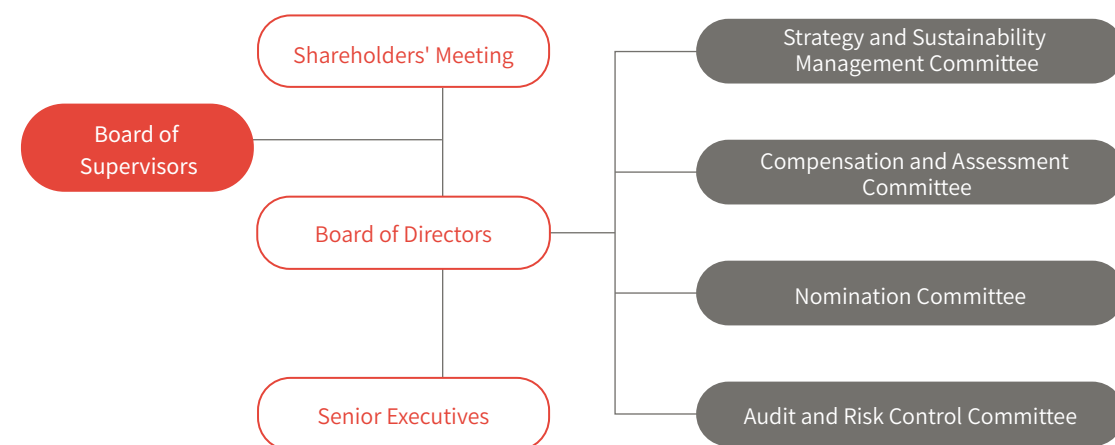 Shareholders' Meeting
Board of
Supervisors
Board of Directors
Senior Executives
Strategy and Sustainability
Management Committee
Compensation and Assessment
Committee
Nomination Committee
Audit and Risk Control Committee